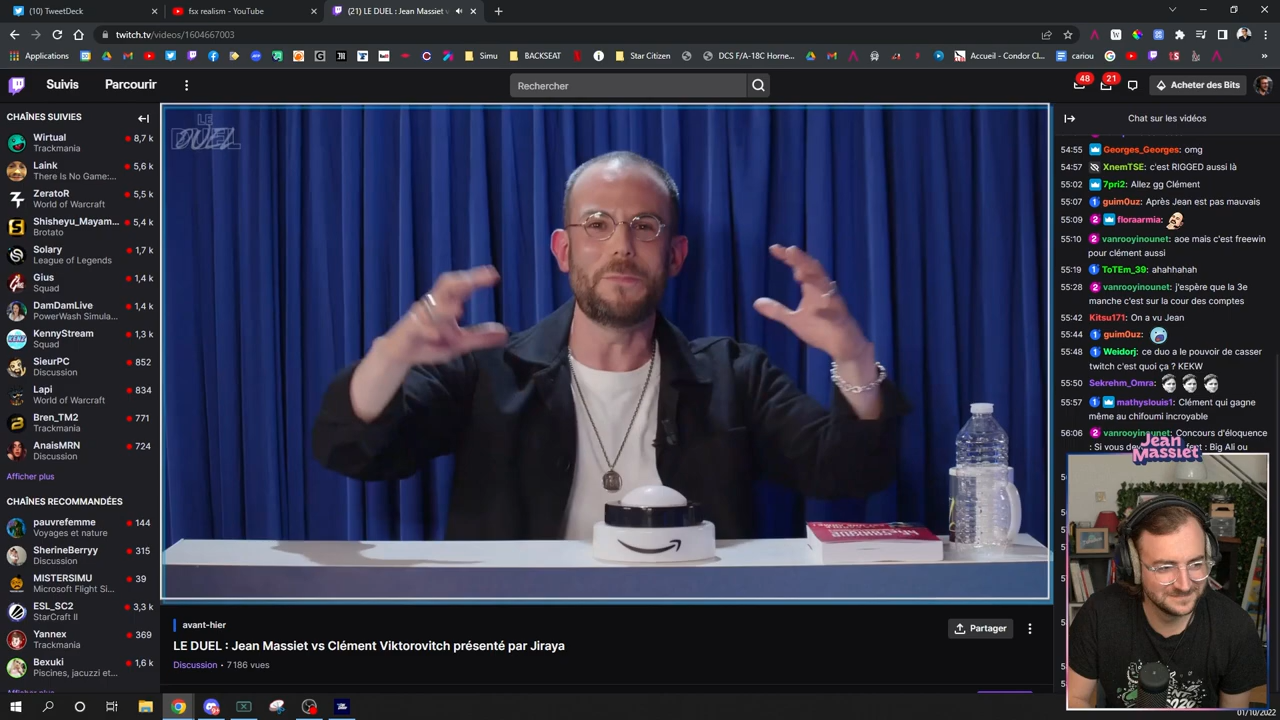 (10) TweetDeck
fsx realism - YouTube
(21) LE DUEL : Jean Massiet v
twitch.tv/videos/1604667003
Applications
Simu
BACKSEAT
Star Citizen
DCS F/A-18C Horne...
Accueil - Condor Cl...
cariou
Suivis
Parcourir
Rechercher
48
21
Acheter des Bits
CHAÎNES SUIVIES
Wirtual
8,7 k
Trackmania
Laink
5,6 k
There Is No Game:...
ZeratoR
5,5 k
World of Warcraft
Shisheyu_Mayam...
5,4 k
Brotato
Solary
1,7 k
League of Legends
Gius
1,4 k
Squad
DamDamLive
1,4 k
PowerWash Simula...
KennyStream
1,3 k
Squad
SieurPC
852
Discussion
Lapi
834
World of Warcraft
Bren_TM2
771
Trackmania
AnaisMRN
724
Discussion
Afficher plus
CHAÎNES RECOMMANDÉES
pauvrefemme
144
Voyages et nature
SherineBerryy
315
Discussion
MISTERSIMU
39
Microsoft Flight Si...
ESL_SC2
3,3 k
StarCraft II
Yannex
369
Trackmania
Bexuki
1,6 k
Piscines, jacuzzi et...
Afficher plus
LE
DUEL
avant-hier
LE DUEL : Jean Massiet vs Clément Viktorovitch présenté par Jiraya
Discussion • 7 186 vues
Partager
Chat sur les vidéos
54:55 Georges_Georges: omg
54:57 XnemTSE: c'est RIGGED aussi là
55:02 7pri2: Allez gg Clément
55:07 guim0uz: Après Jean est pas mauvais
55:09 floraarmia:
55:10 vanrooyinounet: aoe mais c'est freewin
pour clément aussi
55:19 ToTEm_39: ahahhahah
55:28 vanrooyinounet: j'espère que la 3e
manche c'est sur la cour des comptes
55:42 Kitsu171: On a vu Jean
55:44 guim0uz:
55:48 Weidorj: ce duo a le pouvoir de casser
twitch c'est quoi ça ? KEKW
55:50 Sekrehm_Omra:
55:57 mathyslouis1: Clément qui gagne
même au chifoumi incroyable
56:06 vanrooyinounet: Concours d'éloquence
: Si vous Big Ali ou
Jean
Massiet
2020
01/10/2022